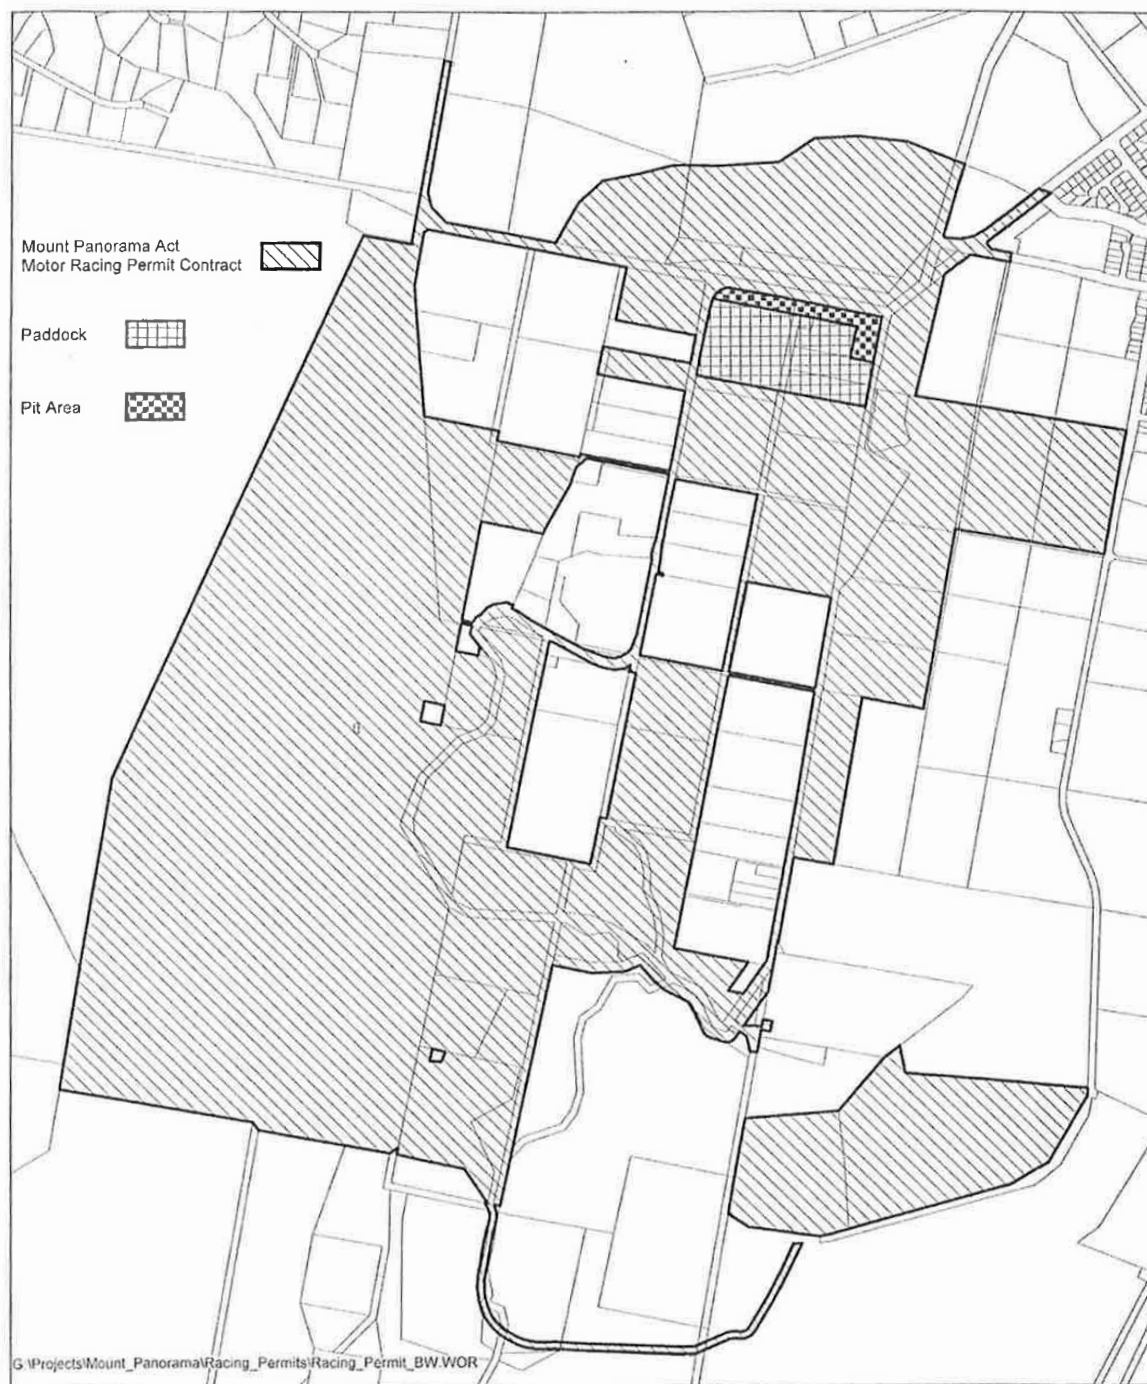 Mount Panorama Act
Motor Racing Permit Contract
Paddock
Pit Area
G:\Projects\Mount_Panorama\Racing_Permits\Racing_Permit_BW.WOR